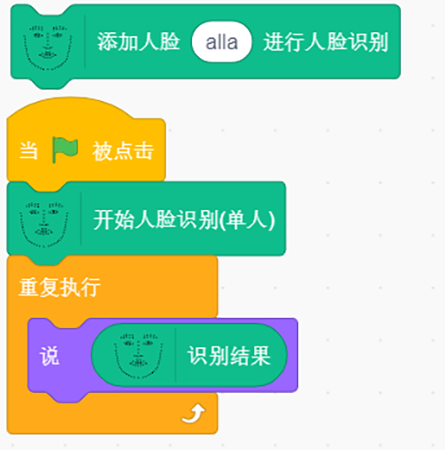 添加人脸 alla 进行人脸识别
当 被点击
开始人脸识别(单人)
重复执行
说 识别结果